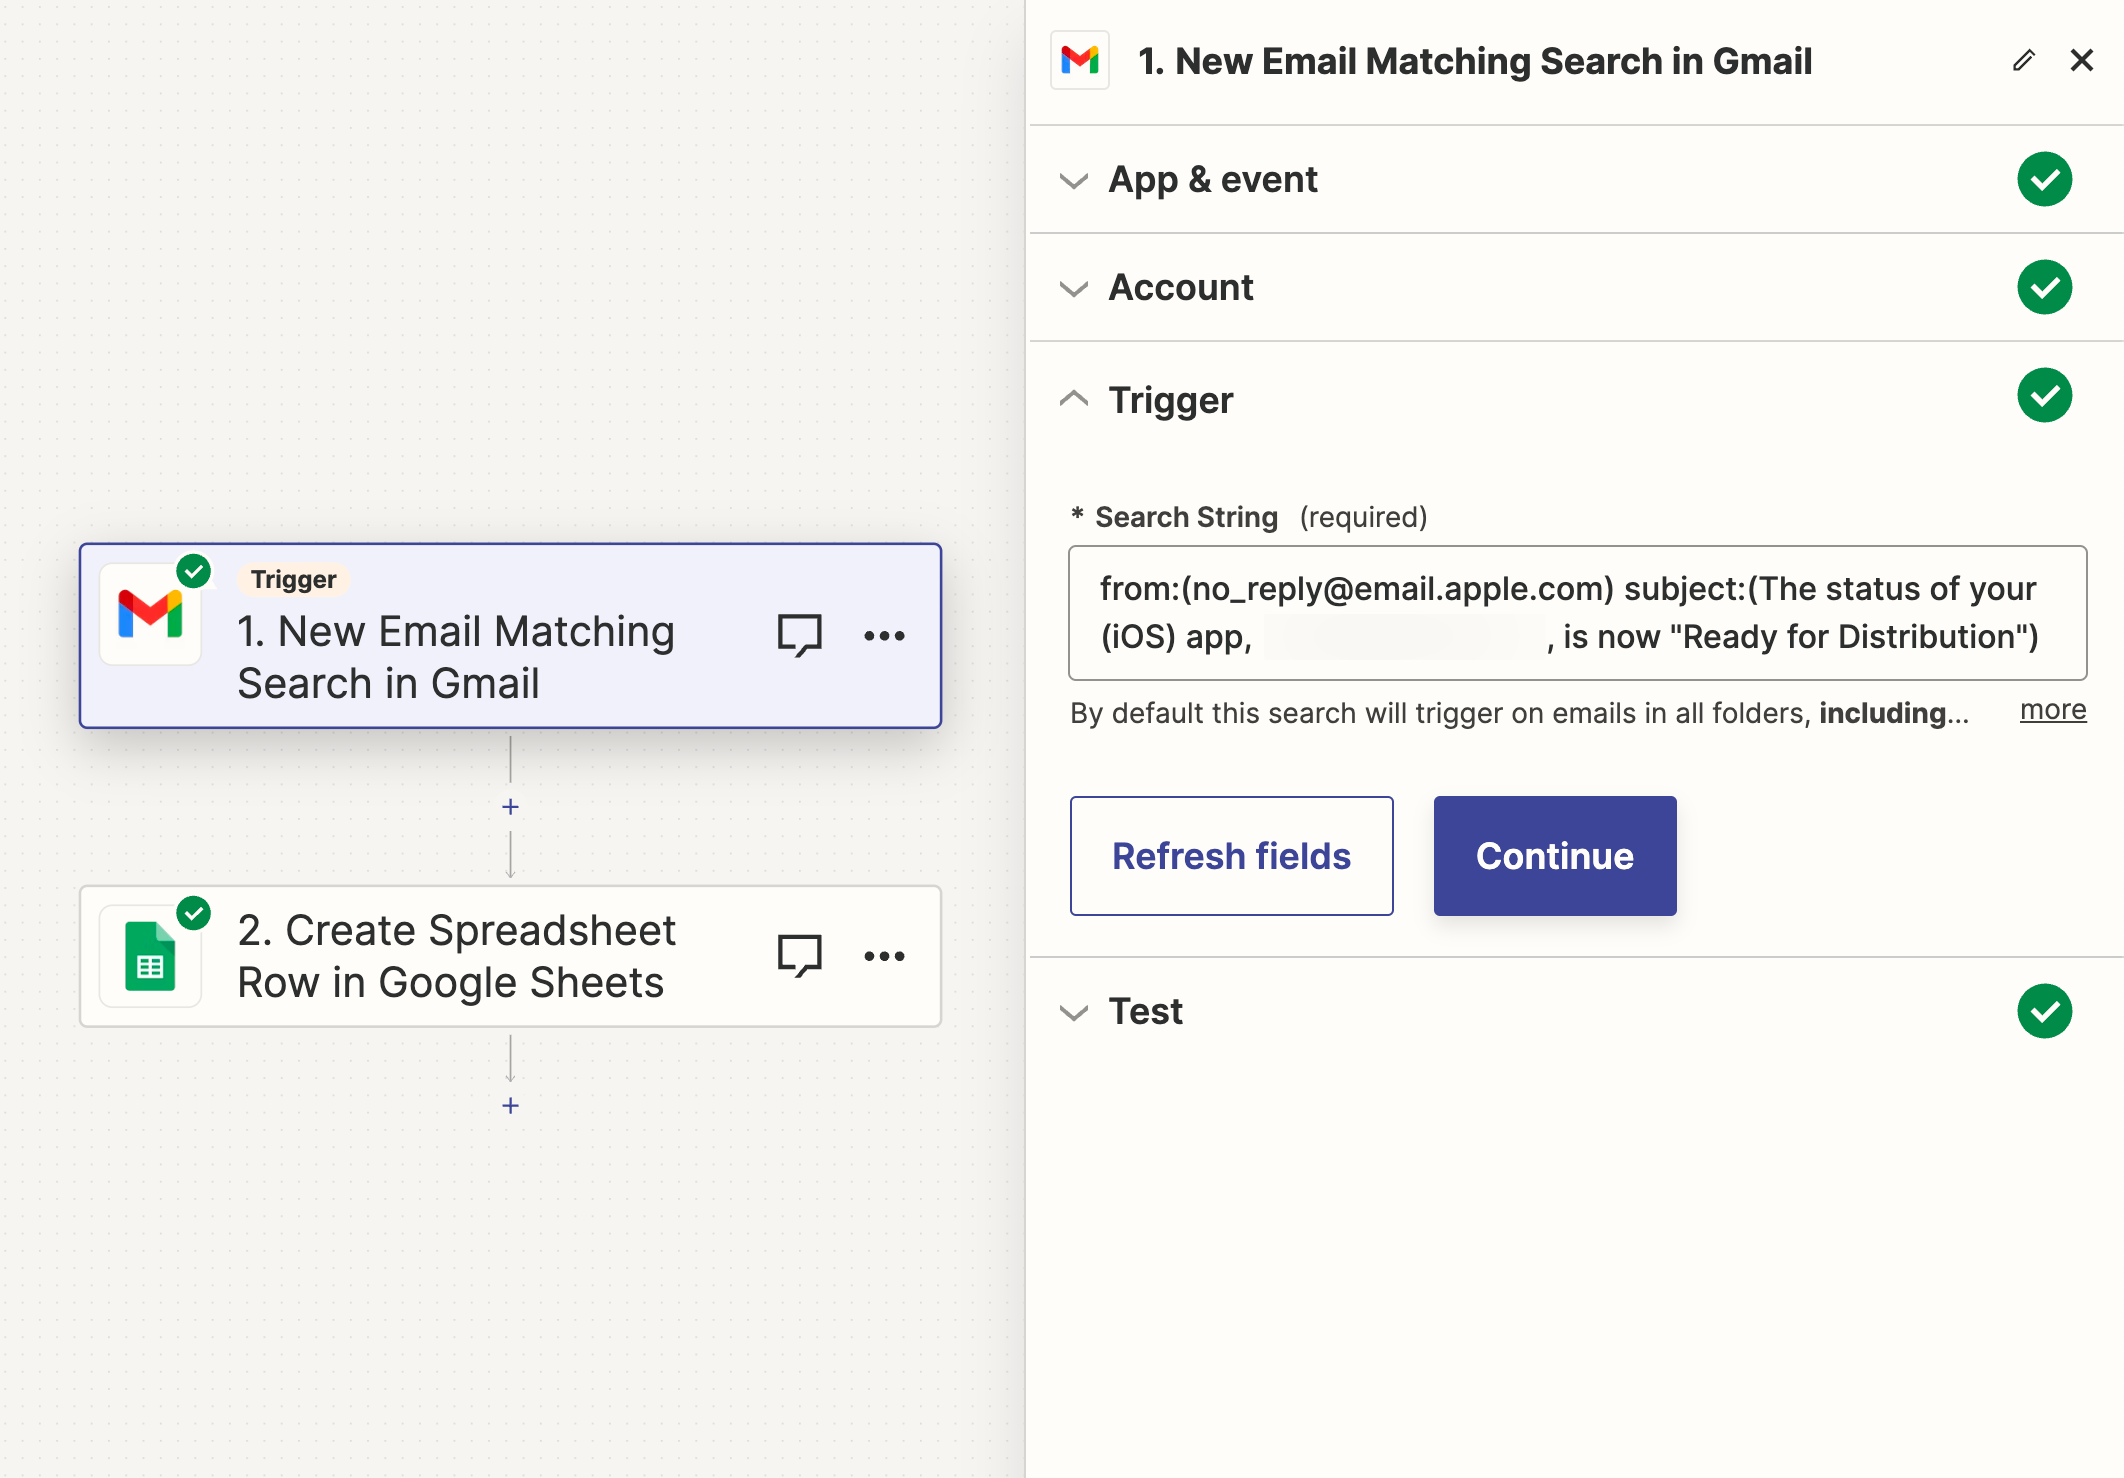 Trigger
1. New Email Matching
Search in Gmail
+
2. Create Spreadsheet
Row in Google Sheets
+
1. New Email Matching Search in Gmail
App & event
Account
Trigger
* Search String (required)
from:(no_reply@email.apple.com) subject:(The status of your
(iOS) app, , is now "Ready for Distribution")
By default this search will trigger on emails in all folders, including... more
Refresh fields
Continue
Test